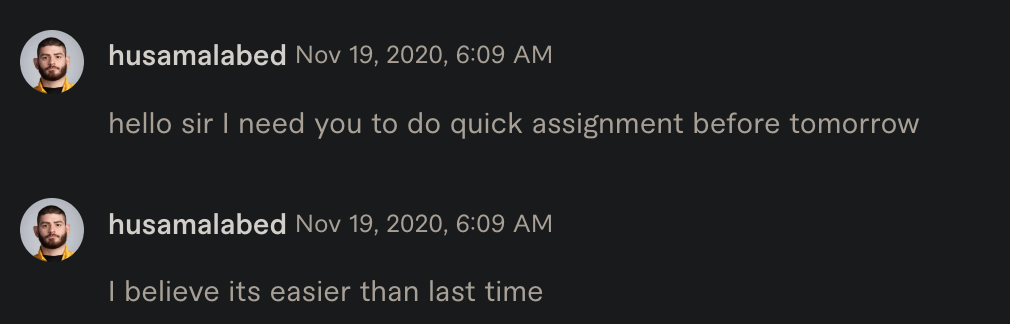 husamalabed Nov 19, 2020, 6:09 AM
hello sir I need you to do quick assignment before tomorrow
husamalabed Nov 19, 2020, 6:09 AM
I believe its easier than last time